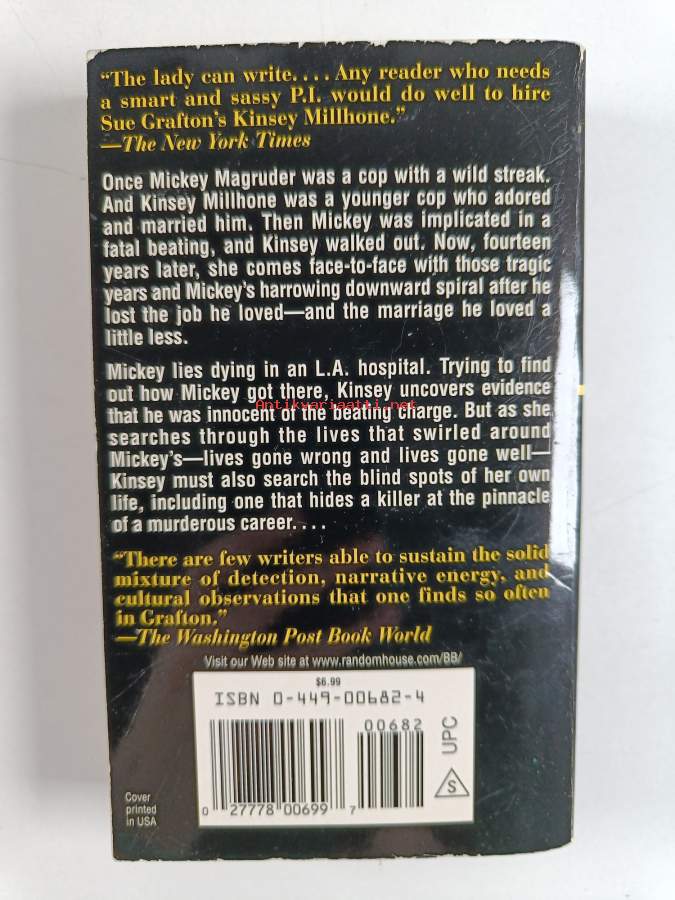 “The lady can write. . . . Any reader who needs
a smart and sassy P.I. would do well to hire
Sue Grafton’s Kinsey Millhone.”
—The New York Times
Once Mickey Magruder was a cop with a wild streak.
And Kinsey Millhone was a younger cop who adored
and married him. Then Mickey was implicated in a
fatal beating, and Kinsey walked out. Now, fourteen
years later, she comes face-to-face with those tragic
years and Mickey’s harrowing downward spiral after he
lost the job he loved—and the marriage he loved a
little less.
Mickey lies dying in an L.A. hospital. Trying to find
out how Mickey got there, Kinsey uncovers evidence
Antikvariaatti.net
that he was innocent of the beating charge. But as she
searches through the lives that swirled around
Mickey’s—lives gone wrong and lives gone well—
Kinsey must also search the blind spots of her own
life, including one that hides a killer at the pinnacle
of a murderous career. . . .
“There are few writers able to sustain the solid
mixture of detection, narrative energy, and
cultural observations that one finds so often
in Grafton.”
—The Washington Post Book World
Visit our Web site at www.randomhouse.com/BB/
$6.99
ISBN 0-449-00682-4
00682
UPC
S
0 27778 00699 7
Cover
printed
in USA